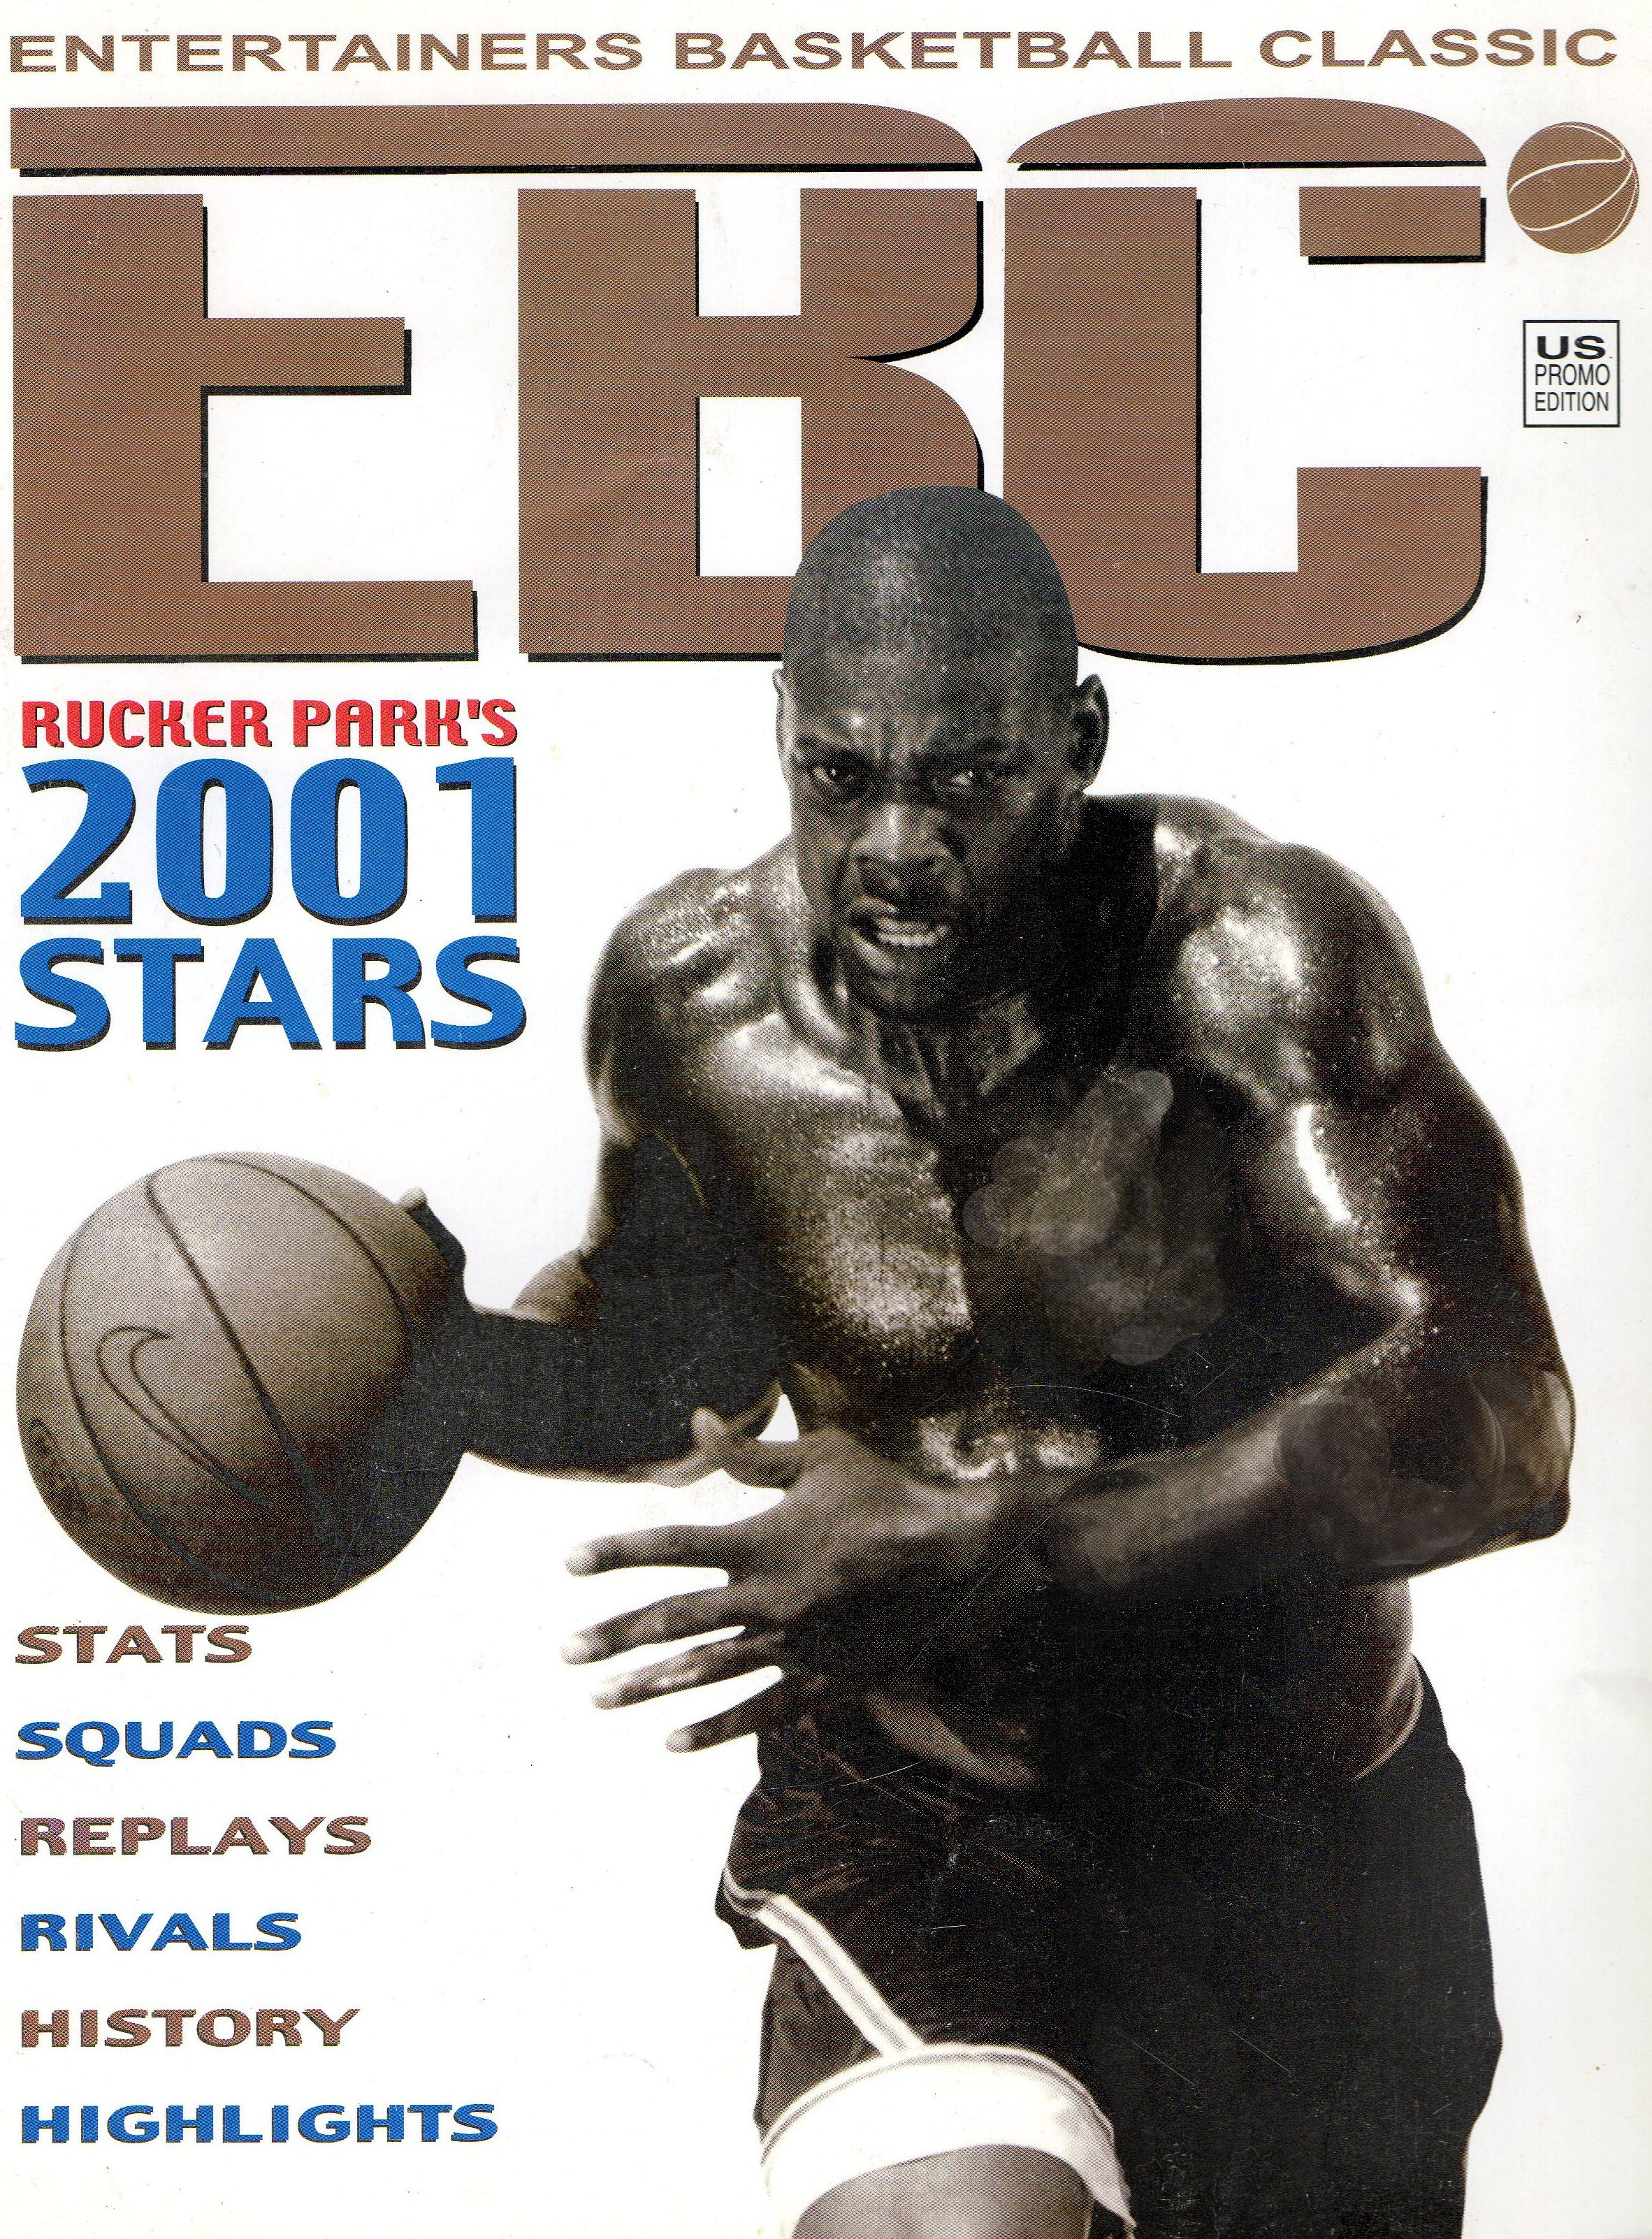 ENTERTAINERS BASKETBALL CLASSIC
EBC
US
PROMO
EDITION
RUCKER PARK'S
2001
STARS
STATS
SQUADS
REPLAYS
RIVALS
HISTORY
HIGHLIGHTS